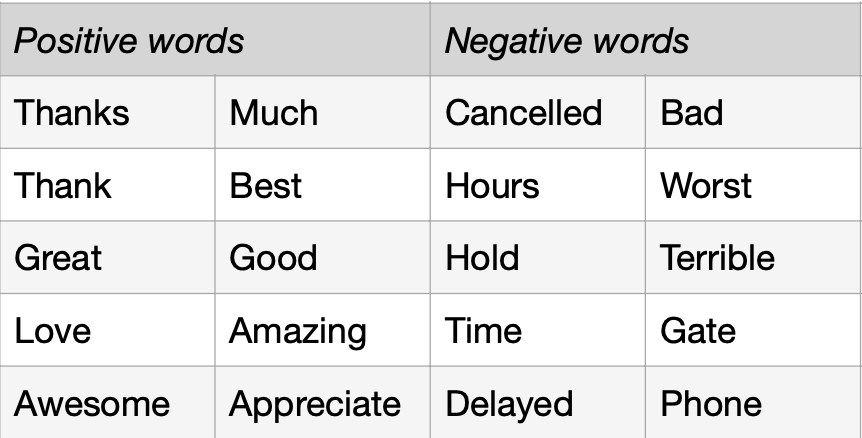 Positive words Negative words
Thanks Much Cancelled Bad
Thank Best Hours Worst
Great Good Hold Terrible
Love Amazing Time Gate
Awesome Appreciate Delayed Phone